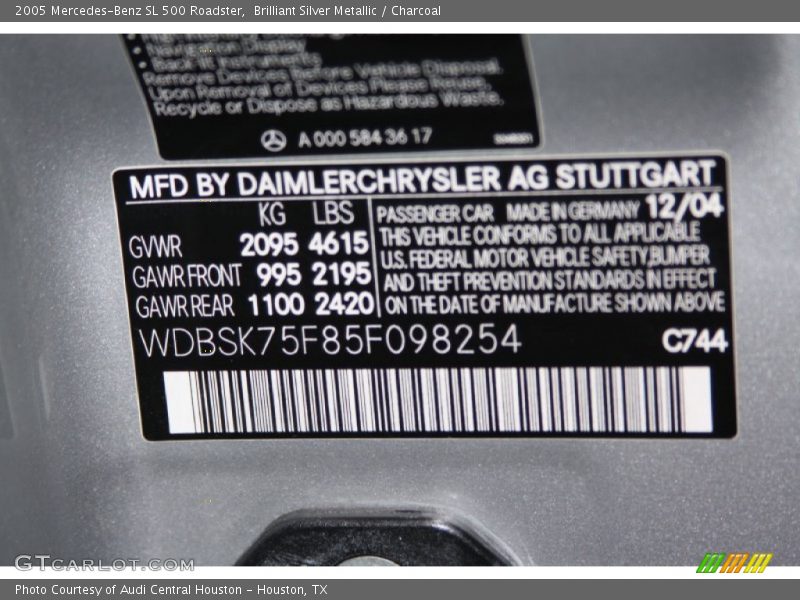 2005 Mercedes-Benz SL 500 Roadster, Brilliant Silver Metallic / Charcoal
Navigation Display
Remove Devices Before Vehicle Disposal.
Upon Removal of Devices Please Reuse,
Recycle or Dispose as Hazardous Waste.
A 000 584 36 17
MFD BY DAIMLERCHRYSLER AG STUTTGART
KG LBS
GVWR 2095 4615
GAWR FRONT 995 2195
GAWR REAR 1100 2420
PASSENGER CAR MADE IN GERMANY 12/04
THIS VEHICLE CONFORMS TO ALL APPLICABLE
U.S. FEDERAL MOTOR VEHICLE SAFETY, BUMPER
AND THEFT PREVENTION STANDARDS IN EFFECT
ON THE DATE OF MANUFACTURE SHOWN ABOVE
WDBSK75F85F098254 C744
GTCARLOT.COM
Photo Courtesy of Audi Central Houston - Houston, TX